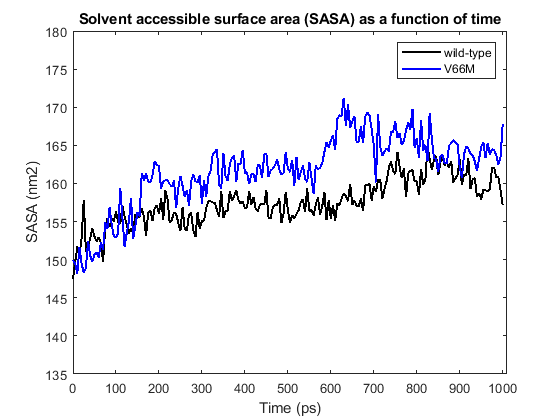 Solvent accessible surface area (SASA) as a function of time
180
175
170
165
160
155
150
145
140
135
SASA (nm2)
wild-type
V66M
0 100 200 300 400 500 600 700 800 900 1000
Time (ps)